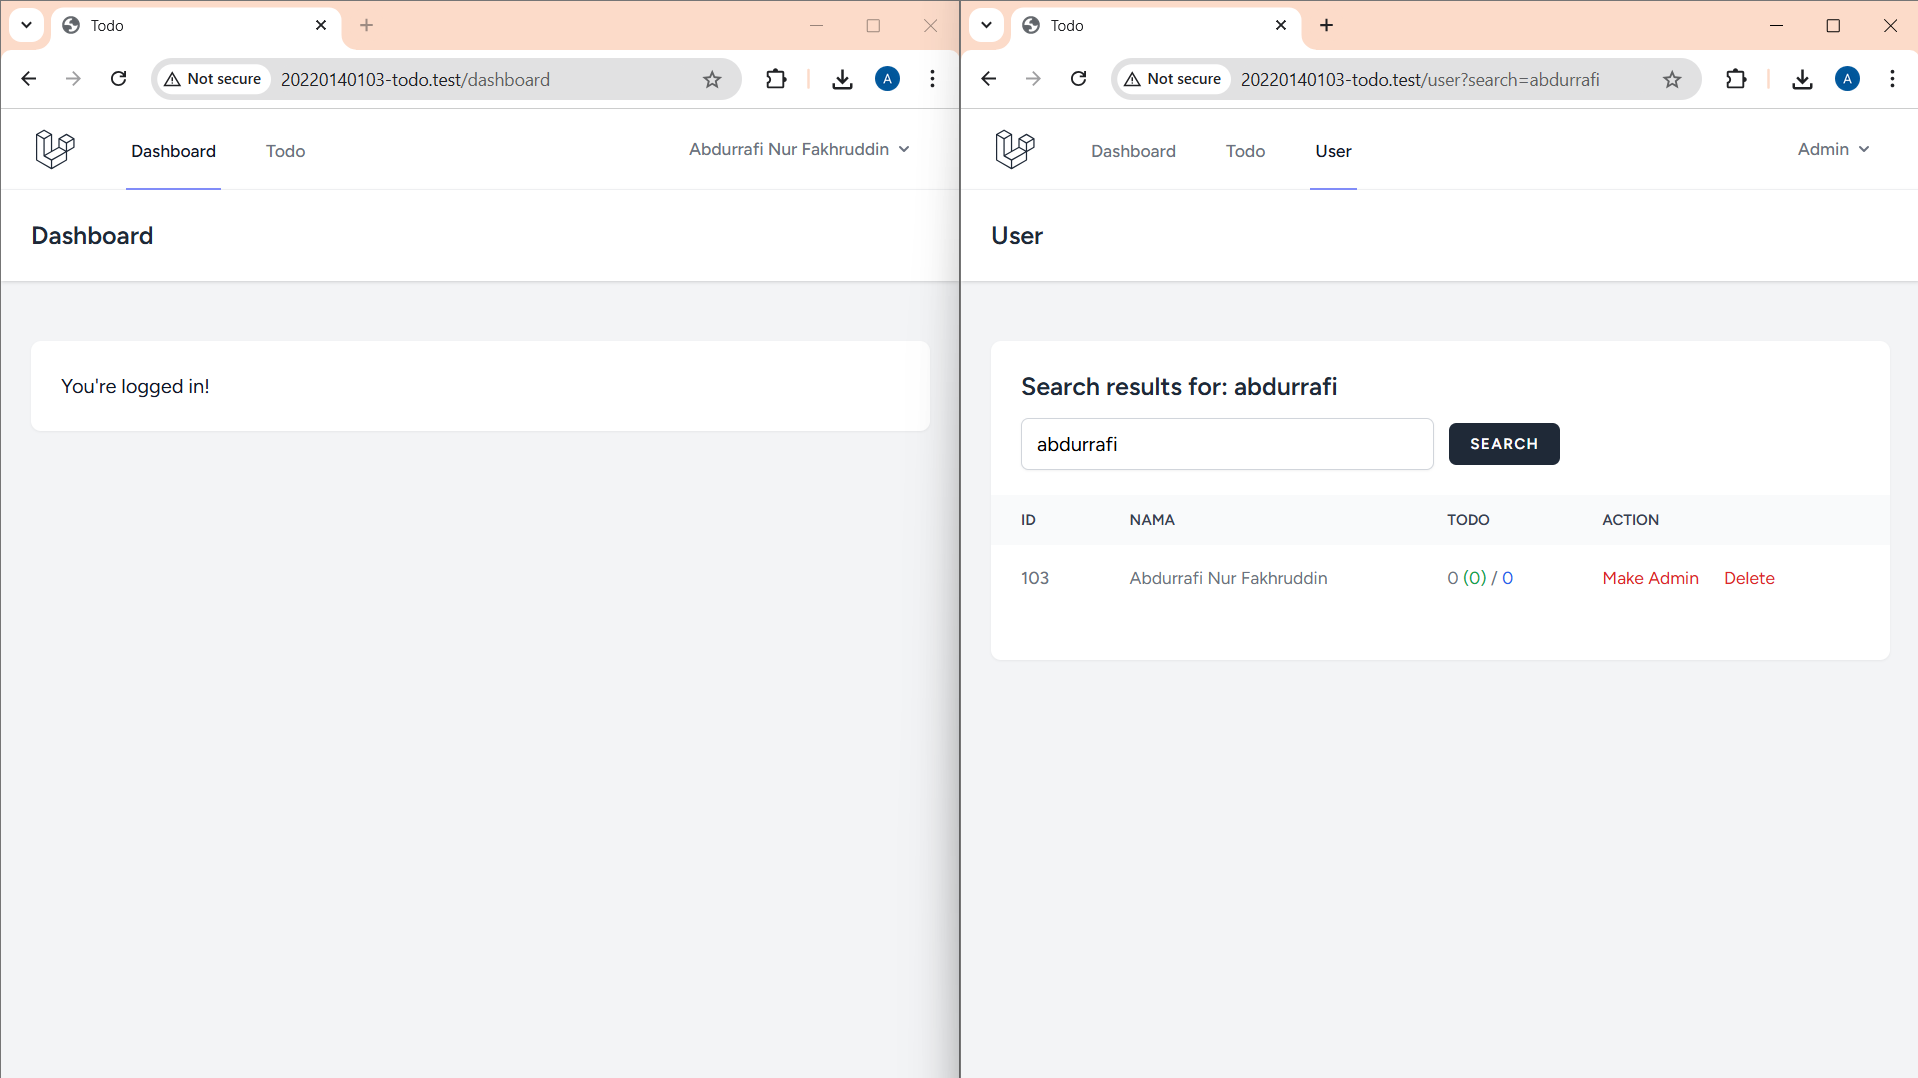 Todo
Not secure
20220140103-todo.test/dashboard
A
Dashboard
Todo
Abdurrafi Nur Fakhruddin
Dashboard
You're logged in!
Todo
Not secure
20220140103-todo.test/user?search=abdurrafi
A
Dashboard
Todo
User
Admin
User
Search results for: abdurrafi
abdurrafi
SEARCH
ID NAMA TODO ACTION
103 Abdurrafi Nur Fakhruddin 0 (0) / 0 Make Admin Delete